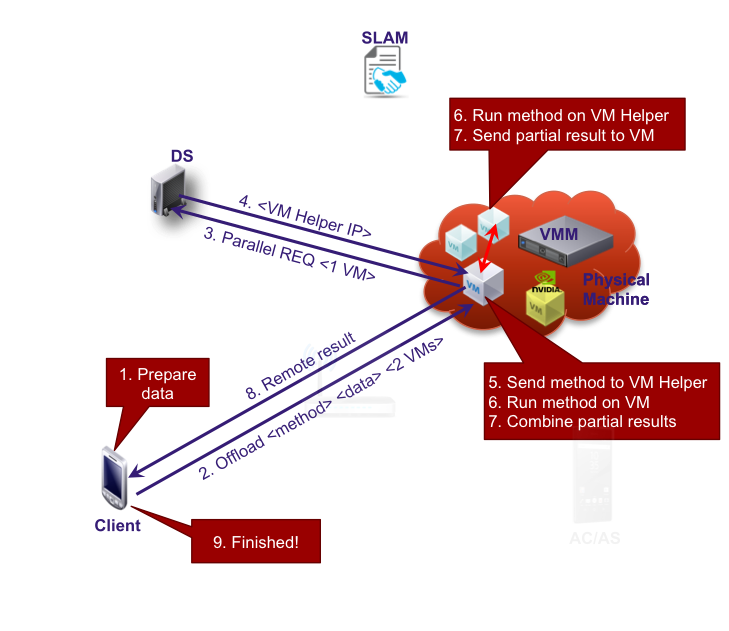 SLAM
6. Run method on VM Helper
7. Send partial result to VM
DS
4. <VM Helper IP>
3. Parallel REQ <1 VM>
VM
VM
VMM
VM
NVIDIA
VM
Physical
Machine
8. Remote result
2. Offload <method> <data> <2 VMs>
1. Prepare
data
5. Send method to VM Helper
6. Run method on VM
7. Combine partial results
Client
9. Finished!
AC/AS